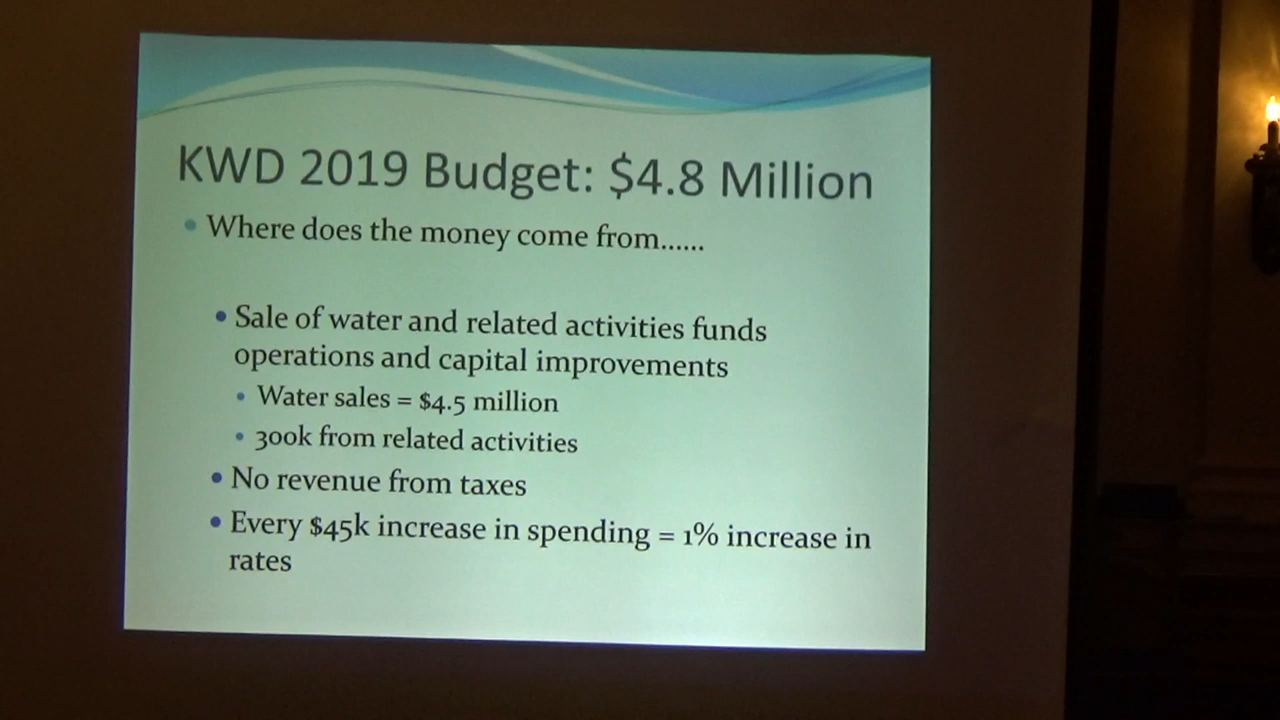 KWD 2019 Budget: $4.8 Million
• Where does the money come from......
• Sale of water and related activities funds
operations and capital improvements
• Water sales = $4.5 million
• 300k from related activities
• No revenue from taxes
• Every $45k increase in spending = 1% increase in
rates